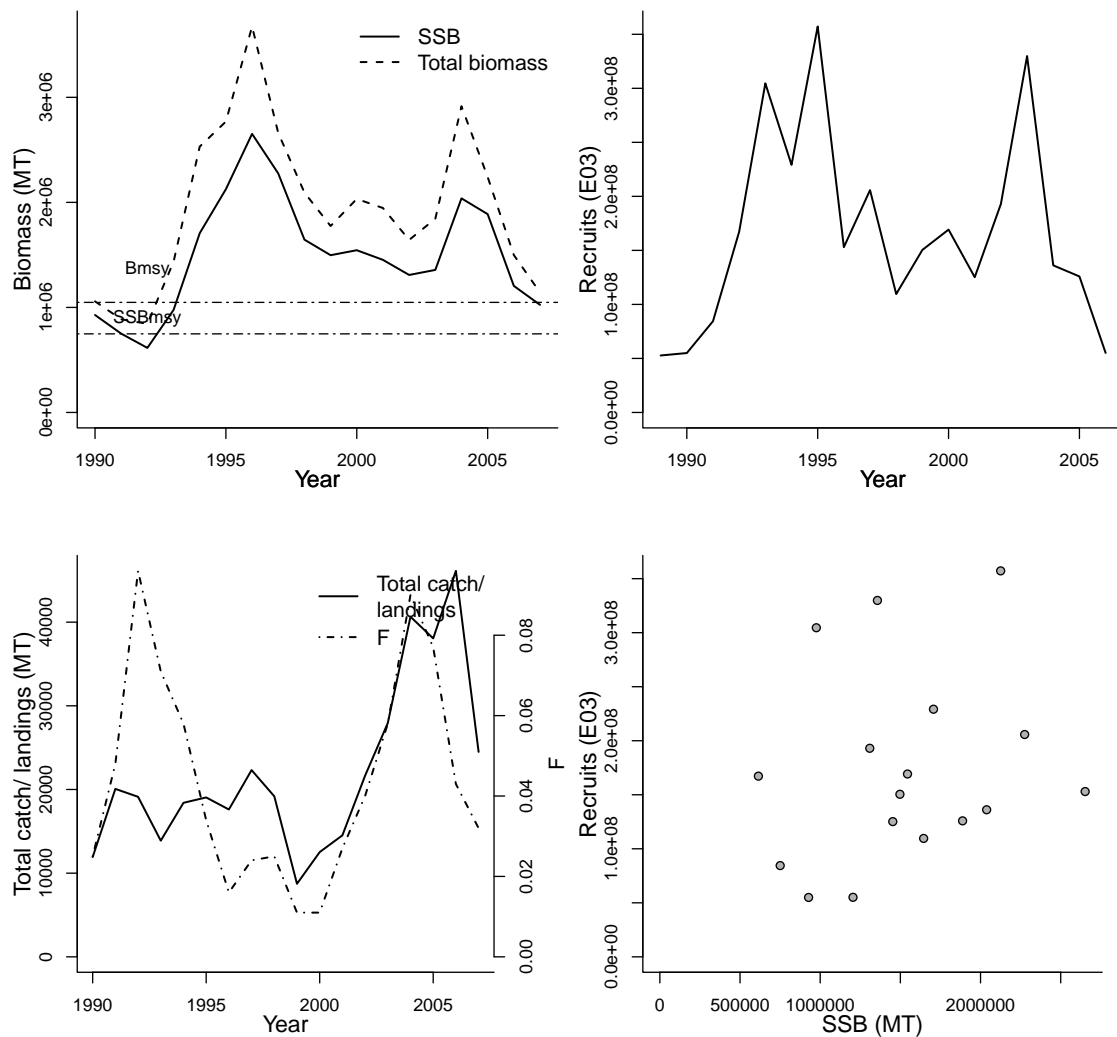 SSB
Total biomass
Biomass (MT)
3e+06
2e+06
1e+06
0e+00
Bmsy
SSBmsy
1990 1995 2000 2005
Year
Recruits (E03)
3.0e+08
2.0e+08
1.0e+08
0.0e+00
1990 1995 2000 2005
Year
Total catch/
landings
F
Total catch/ landings (MT)
40000
30000
20000
10000
0
0.08
0.06
0.04
0.02
0.00
F
1990 1995 2000 2005
Year
Recruits (E03)
3.0e+08
2.0e+08
1.0e+08
0.0e+00
0 500000 1000000 2000000
SSB (MT)